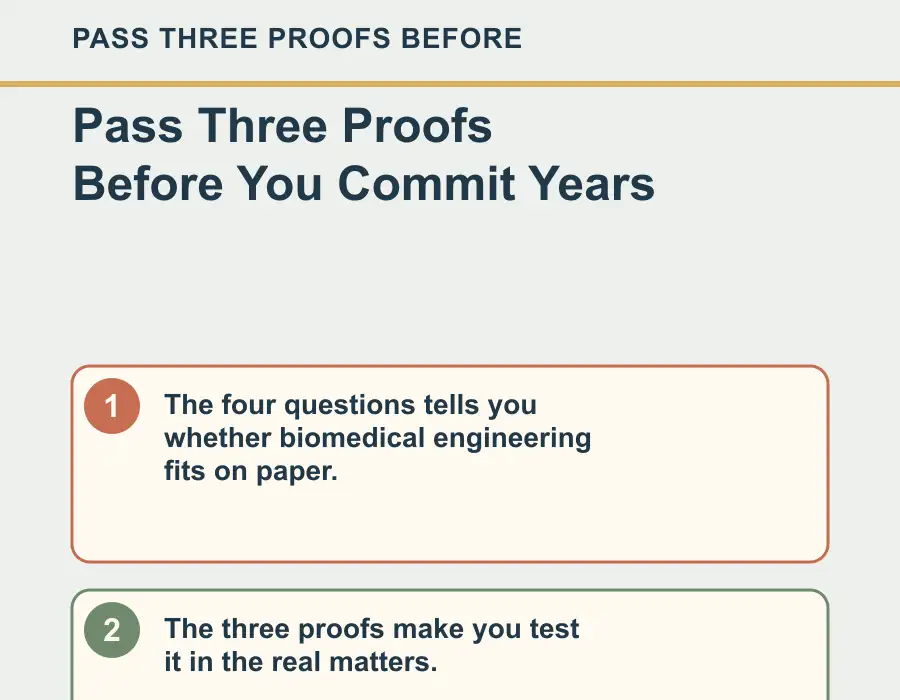 PASS THREE PROOFS BEFORE
Pass Three Proofs
Before You Commit Years
1
The four questions tells you
whether biomedical engineering
fits on paper.
2
The three proofs make you test
it in the real matters.